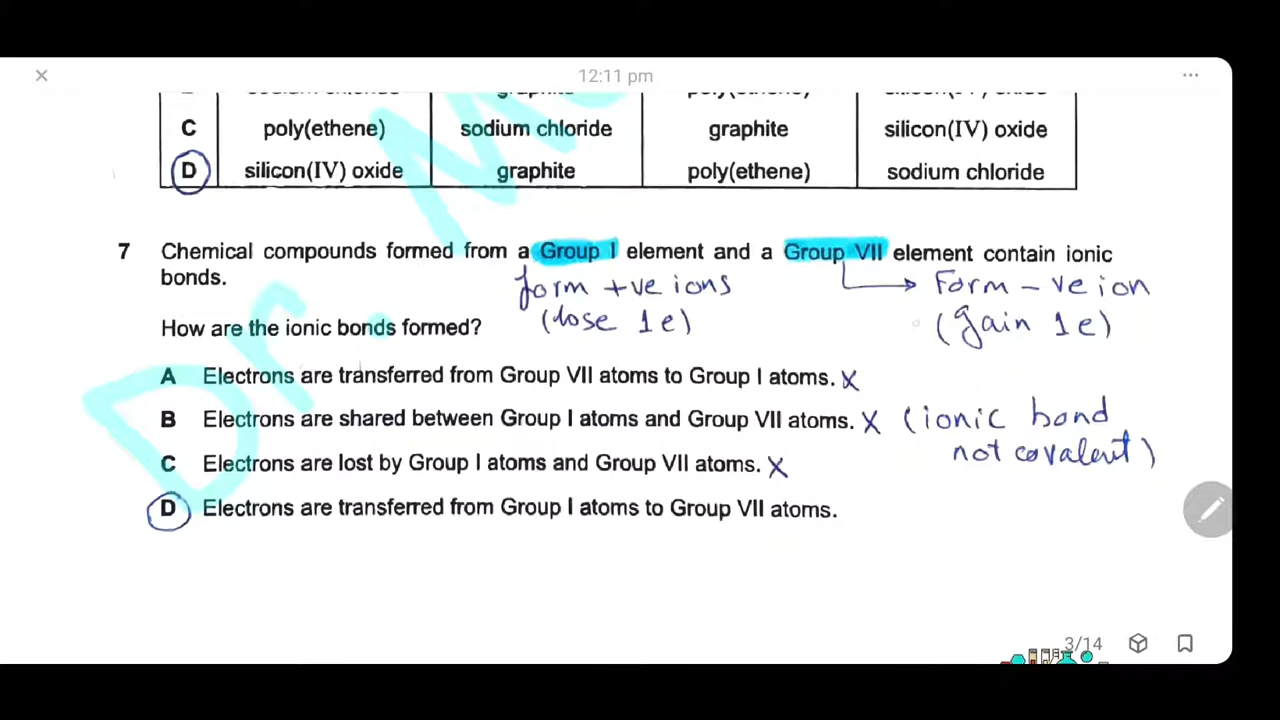 12:11 pm
C poly(ethene) sodium chloride graphite silicon(IV) oxide
D silicon(IV) oxide graphite poly(ethene) sodium chloride
7 Chemical compounds formed from a Group I element and a Group VII element contain ionic
bonds.
form +ve ions
Form - ve ion
How are the ionic bonds formed?
(lose 1e)
(gain 1e)
A Electrons are transferred from Group VII atoms to Group I atoms. X
B Electrons are shared between Group I atoms and Group VII atoms. X (ionic bond
not covalent)
C Electrons are lost by Group I atoms and Group VII atoms. X
D Electrons are transferred from Group I atoms to Group VII atoms.
3/14
Dr. M